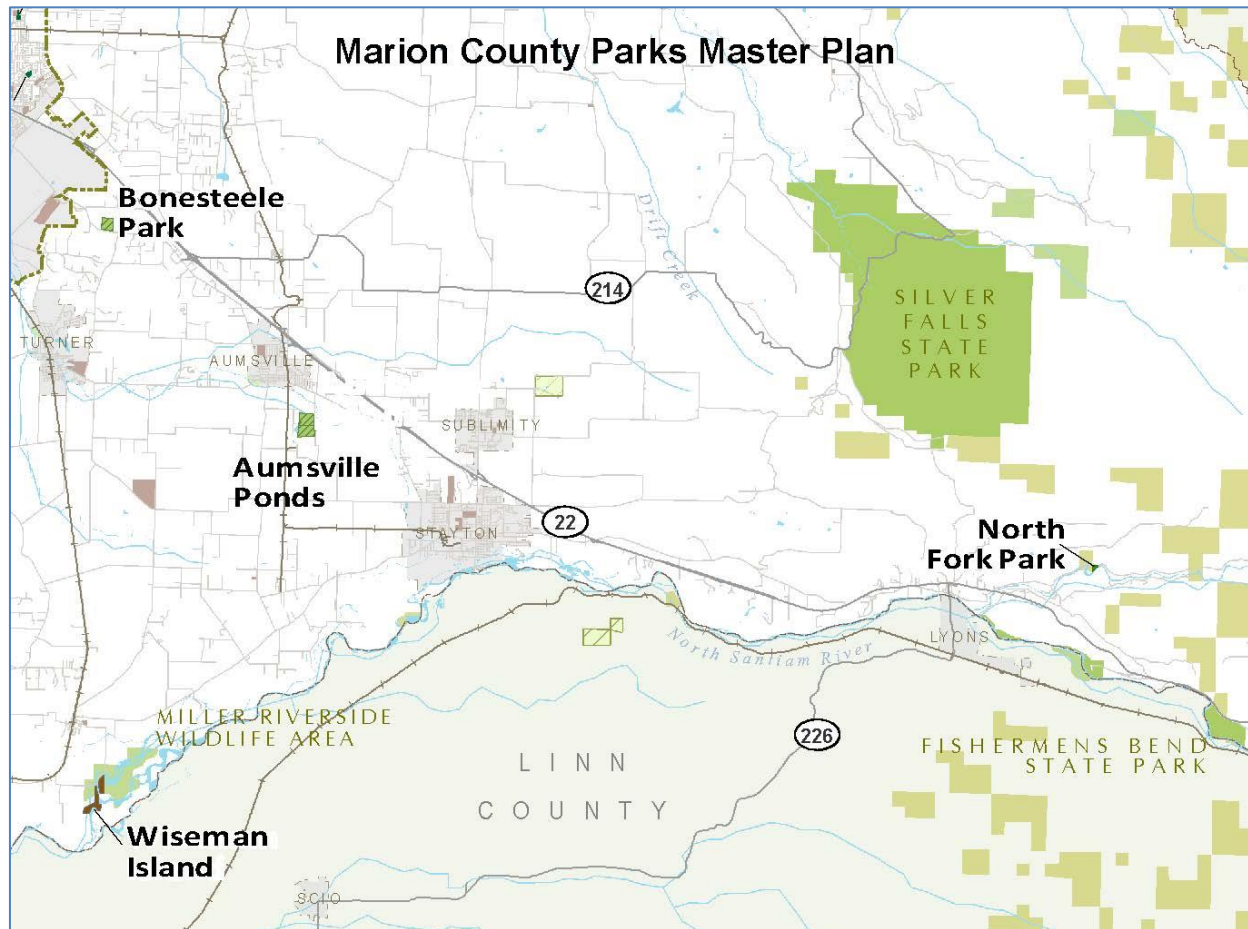 Marion County Parks Master Plan
Bonesteele
Park
Drift Creek
214
SILVER
FALLS
STATE
PARK
TURNER
AUMSVILLE
SUBLIMITY
Aumsville
Ponds
STAYTON
22
North
Fork Park
LYONS
North Santiam River
MILLER RIVERSIDE
WILDLIFE AREA
226
FISHERMENS BEND
STATE PARK
LINN
COUNTY
Wiseman
Island
SCIO